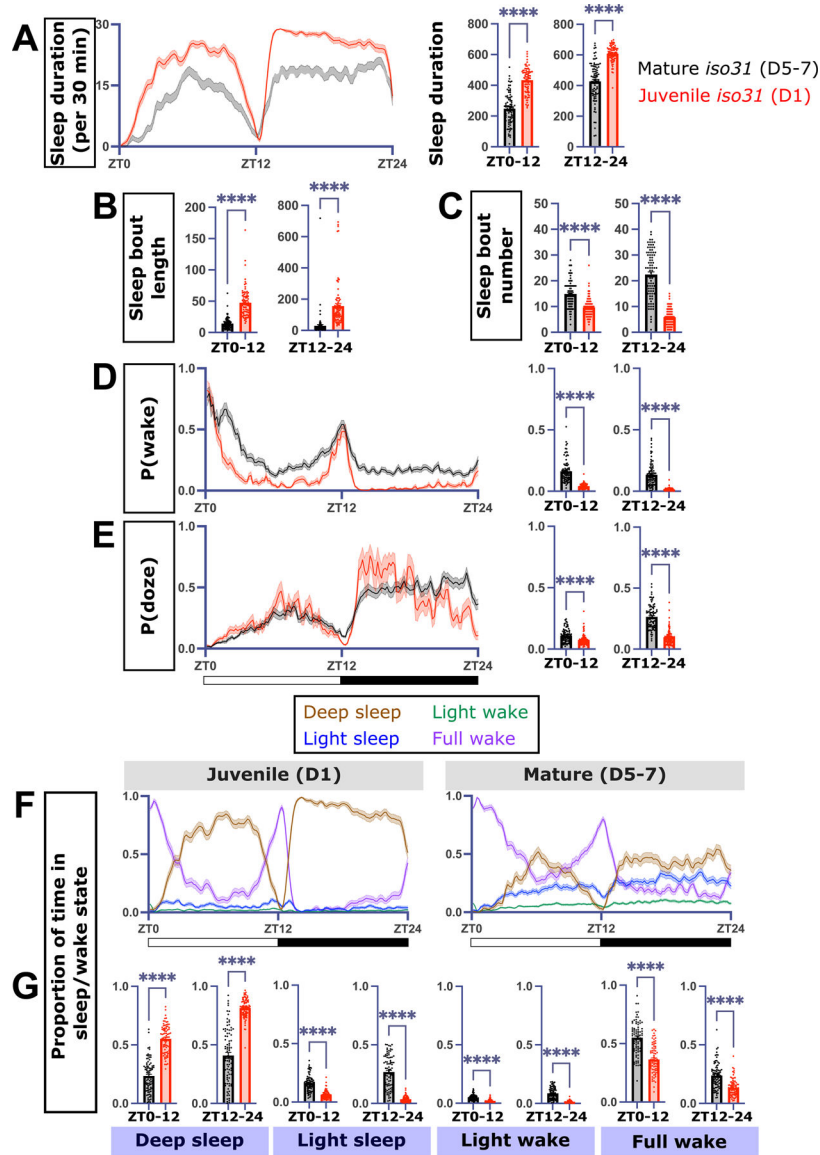 A
Sleep duration
(per 30 min)
30
15
0
ZT0
ZT12
ZT24
Sleep duration
800
600
400
200
0
****
ZT0-12
800
600
400
200
0
****
ZT12-24
Mature iso31 (D5-7)
Juvenile iso31 (D1)
B
Sleep bout
length
200
150
100
50
0
****
ZT0-12
800
600
400
200
0
****
ZT12-24
C
Sleep bout
number
50
40
30
20
10
0
****
ZT0-12
50
40
30
20
10
0
****
ZT12-24
D
P(wake)
1.0
0.5
0.0
ZT0
ZT12
ZT24
1.0
0.5
0.0
****
ZT0-12
1.0
0.5
0.0
****
ZT12-24
E
P(doze)
1.0
0.5
0.0
ZT0
ZT12
ZT24
1.0
0.5
0.0
****
ZT0-12
1.0
0.5
0.0
****
ZT12-24
Deep sleep
Light wake
Light sleep
Full wake
Juvenile (D1)
Mature (D5-7)
F
Proportion of time in
sleep/wake state
1.0
0.5
0.0
ZT0
ZT12
ZT24
1.0
0.5
0.0
ZT0
ZT12
ZT24
G
1.0
0.5
0.0
****
ZT0-12
1.0
0.5
0.0
****
ZT12-24
Deep sleep
1.0
0.5
0.0
****
ZT0-12
1.0
0.5
0.0
****
ZT12-24
Light sleep
1.0
0.5
0.0
****
ZT0-12
1.0
0.5
0.0
****
ZT12-24
Light wake
1.0
0.5
0.0
****
ZT0-12
1.0
0.5
0.0
****
ZT12-24
Full wake